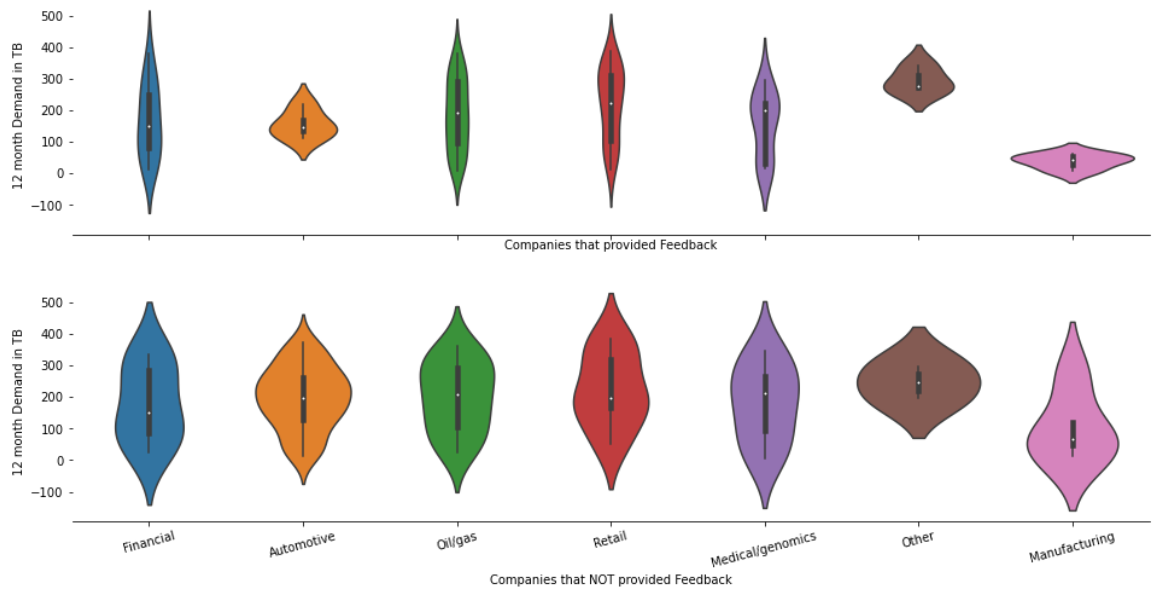 12 month Demand in TB
500
400
300
200
100
0
−100
Companies that provided Feedback
12 month Demand in TB
500
400
300
200
100
0
−100
Financial
Automotive
Oil/gas
Retail
Medical/genomics
Other
Manufacturing
Companies that NOT provided Feedback